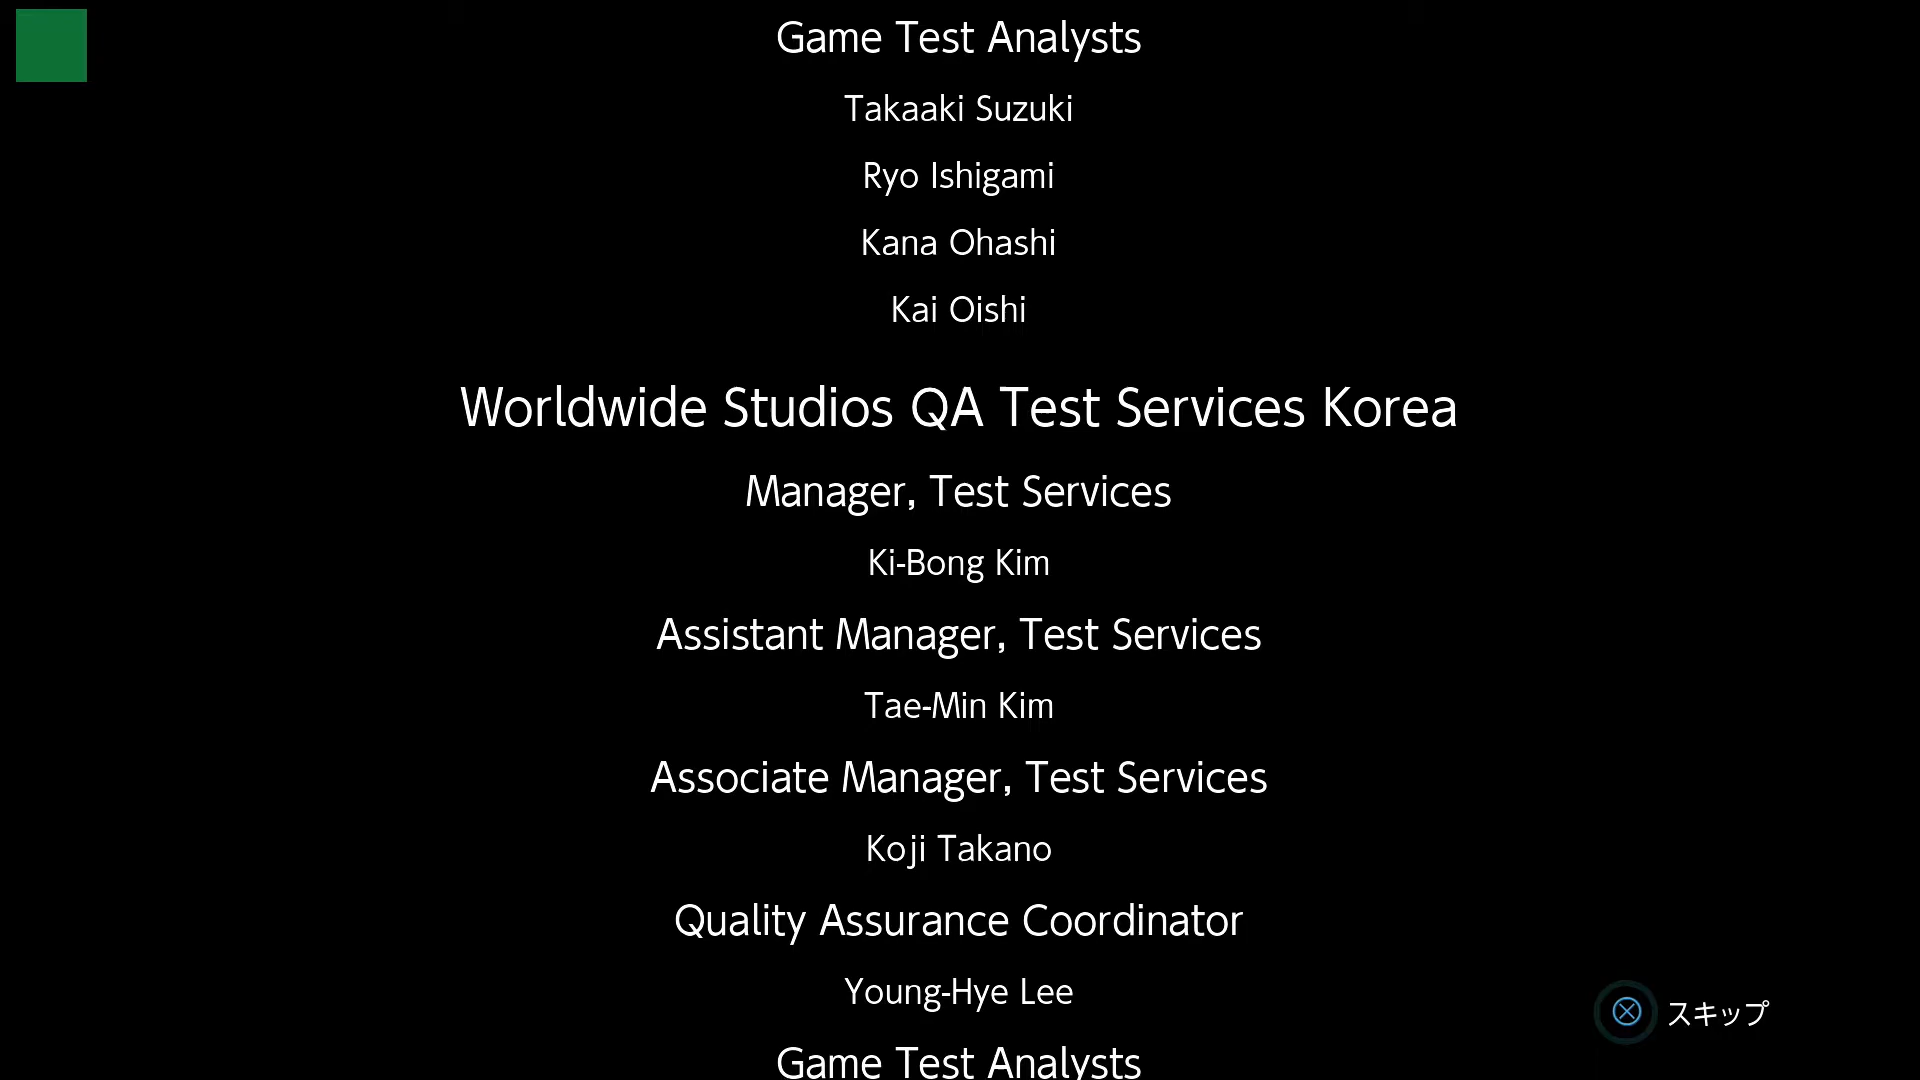 Game Test Analysts
Takaaki Suzuki
Ryo Ishigami
Kana Ohashi
Kai Oishi
Worldwide Studios QA Test Services Korea
Manager, Test Services
Ki-Bong Kim
Assistant Manager, Test Services
Tae-Min Kim
Associate Manager, Test Services
Koji Takano
Quality Assurance Coordinator
Young-Hye Lee
スキップ
Game Test Analysts